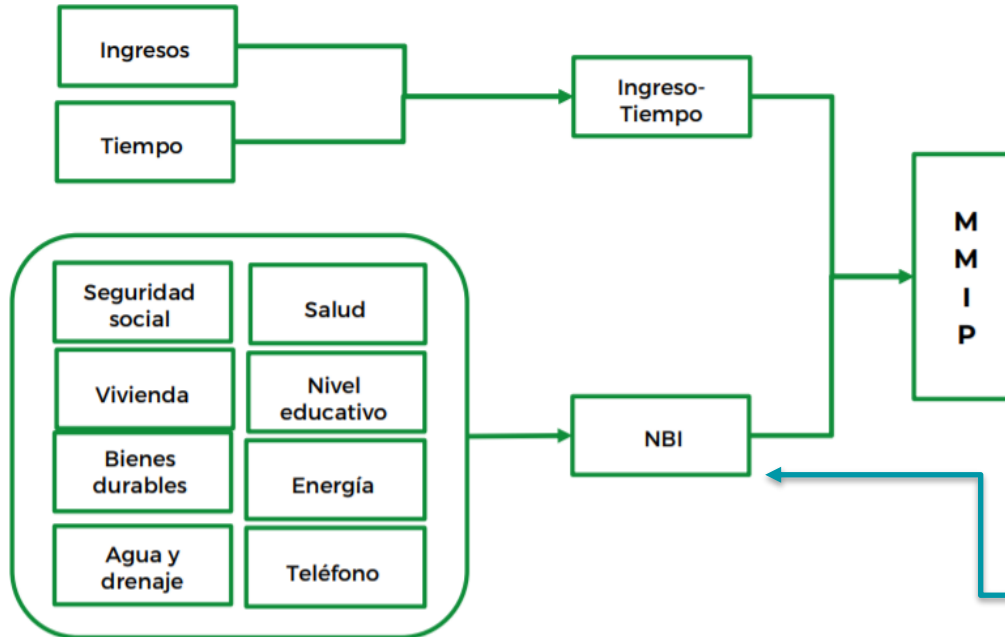 Ingresos
Tiempo
Ingreso-
Tiempo
M
M
I
P
Seguridad
social
Salud
Vivienda
Nivel
educativo
Bienes
durables
Energía
Agua y
drenaje
Teléfono
NBI